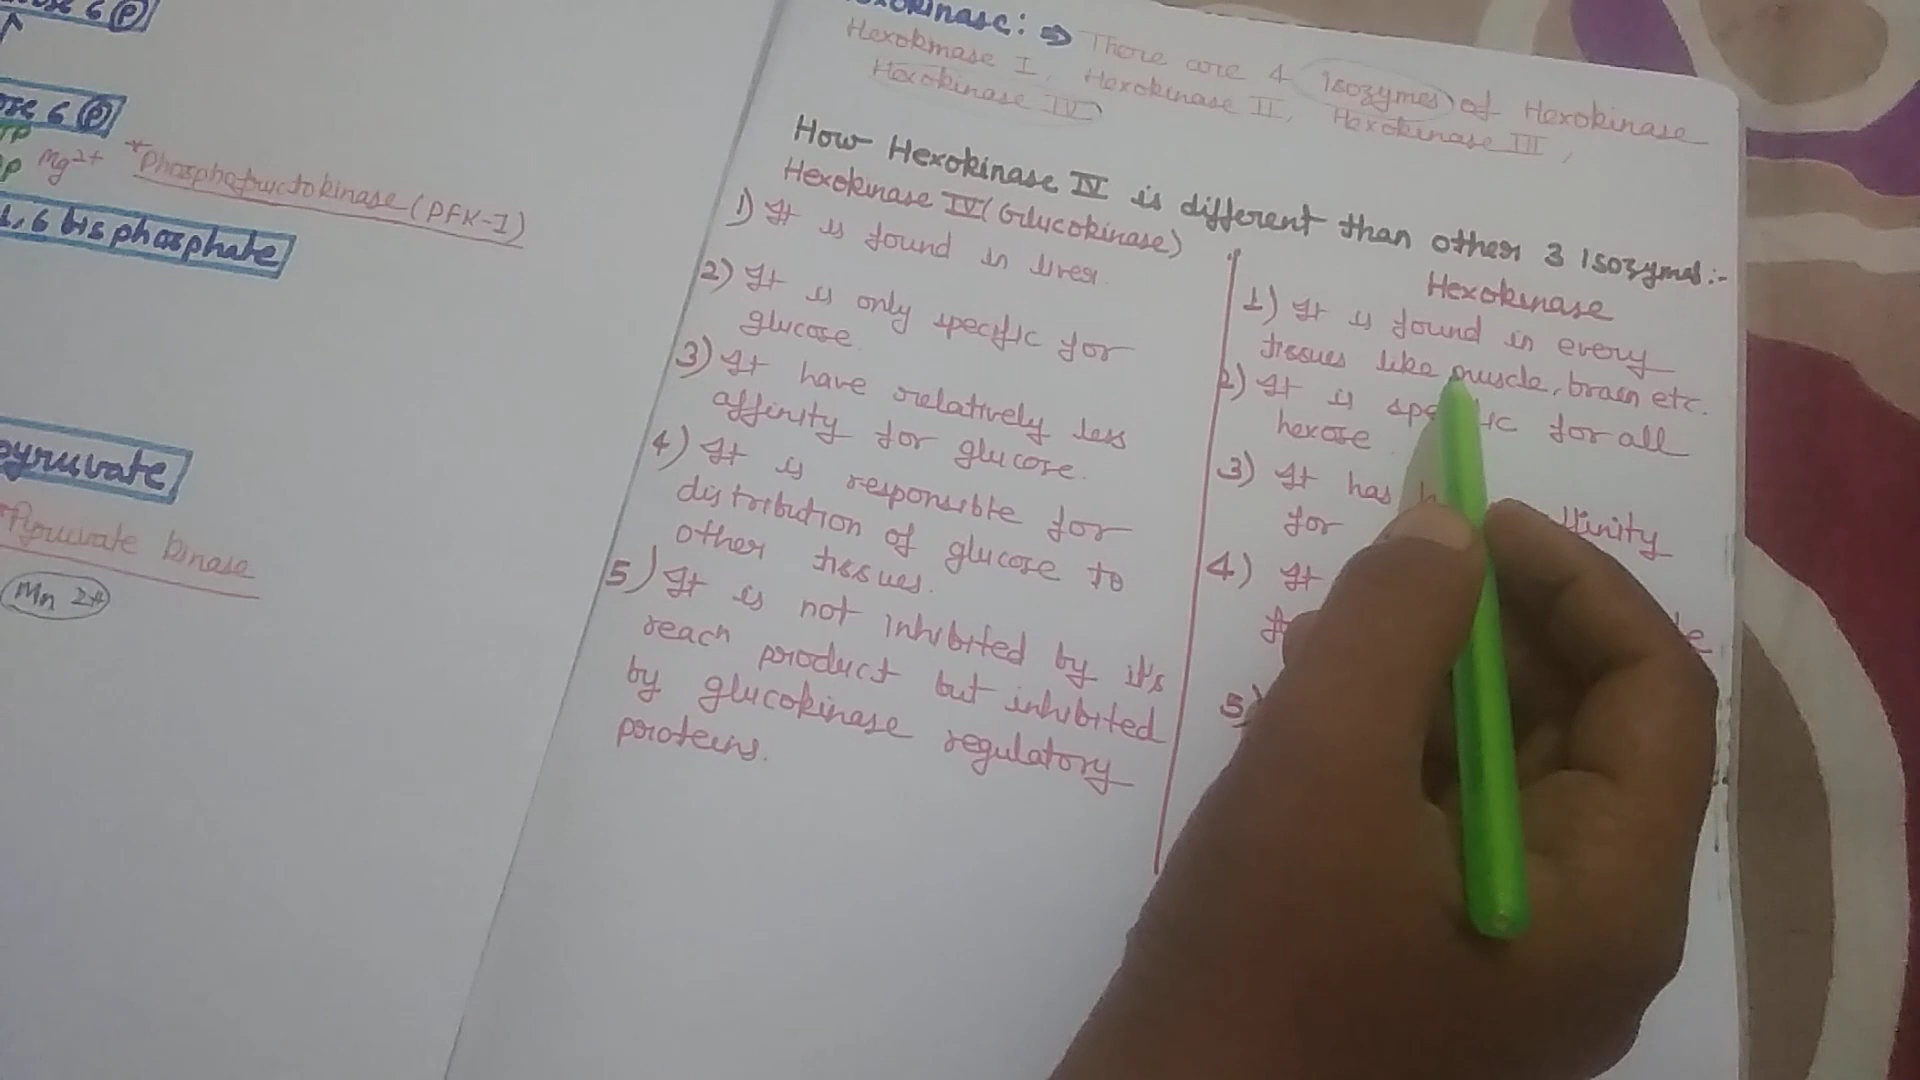 6 P
6 P
Mg2+ *Phosphofructokinase (PFK-1)
1,6 bisphosphate
pyruvate
*Pyruvate kinase
Mn 2+
There are 4 Isozymes of Hexokinase
Hexokinase I, Hexokinase II, Hexokinase III,
Hexokinase IV
How Hexokinase IV is different than other 3 Isozymes:-
Hexokinase IV (Glucokinase)
1) It is found in liver.
2) It is only specific for
glucose.
3) It have relatively less
affinity for glucose.
4) It is responsible for
distribution of glucose to
other tissues.
5) It is not inhibited by it's
reach product but inhibited
by glucokinase regulatory
proteins.
Hexokinase
1) It is found in every
tissues like muscle, brain etc.
2) It is for all
hexose
3) It has
for
4) It
5)